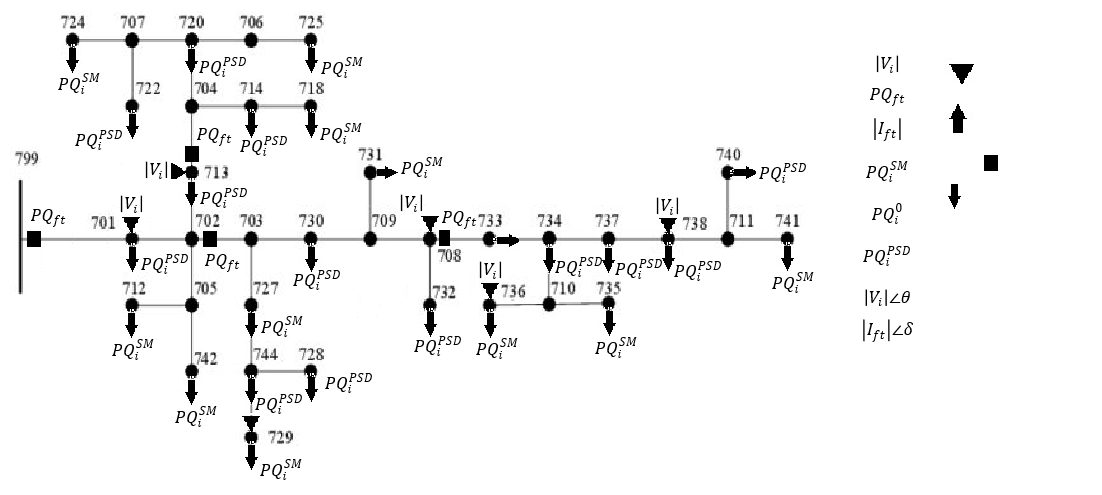 724 707 720 706 725
PQ_i^{SM} PQ_i^{PSD} PQ_i^{SM} |V_i|
722 704 714 718 PQ_{ft}
PQ_i^{PSD} PQ_{ft} PQ_i^{PSD} PQ_i^{SM} |I_{ft}|
799 |V_i| 713 731 PQ_i^{SM} 740 PQ_i^{PSD} PQ_i^{SM}
PQ_i^{PSD}
PQ_{ft} 701 |V_i| 702 703 730 709 |V_i| PQ_{ft} 733 734 737 |V_i| 738 711 741 PQ_i^0
PQ_i^{PSD} PQ_{ft} PQ_i^{PSD} 708 PQ_i^{PSD} PQ_i^{PSD} PQ_i^{PSD} PQ_i^{SM} PQ_i^{PSD}
712 705 727 732 |V_i| 736 710 735 |V_i|∠θ
PQ_i^{SM} PQ_i^{SM} PQ_i^{PSD} PQ_i^{SM} PQ_i^{SM} |I_{ft}|∠δ
742 744 728
PQ_i^{SM} PQ_i^{PSD} PQ_i^{PSD}
729
PQ_i^{SM}